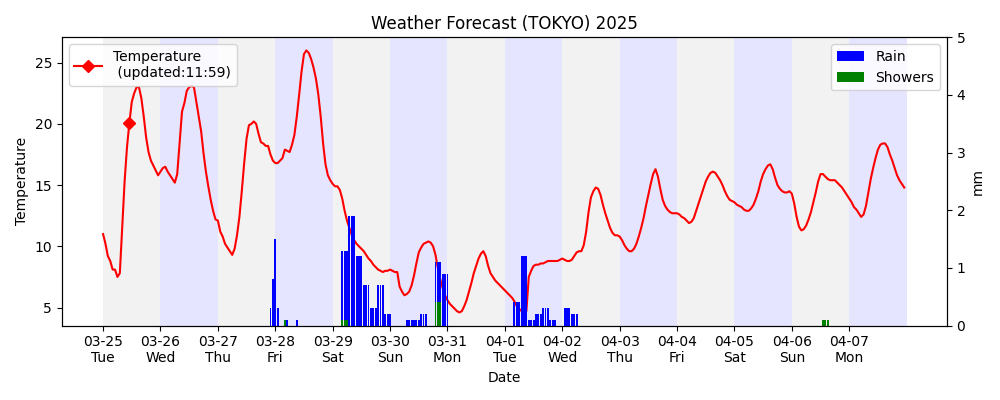 Weather Forecast (TOKYO) 2025
Temperature
(updated:11:59)
Rain
Showers
Temperature
25
20
15
10
5
5
4
3
2
1
0
mm
03-25 03-26 03-27 03-28 03-29 03-30 03-31 04-01 04-02 04-03 04-04 04-05 04-06 04-07
Tue Wed Thu Fri Sat Sun Mon Tue Wed Thu Fri Sat Sun Mon
Date